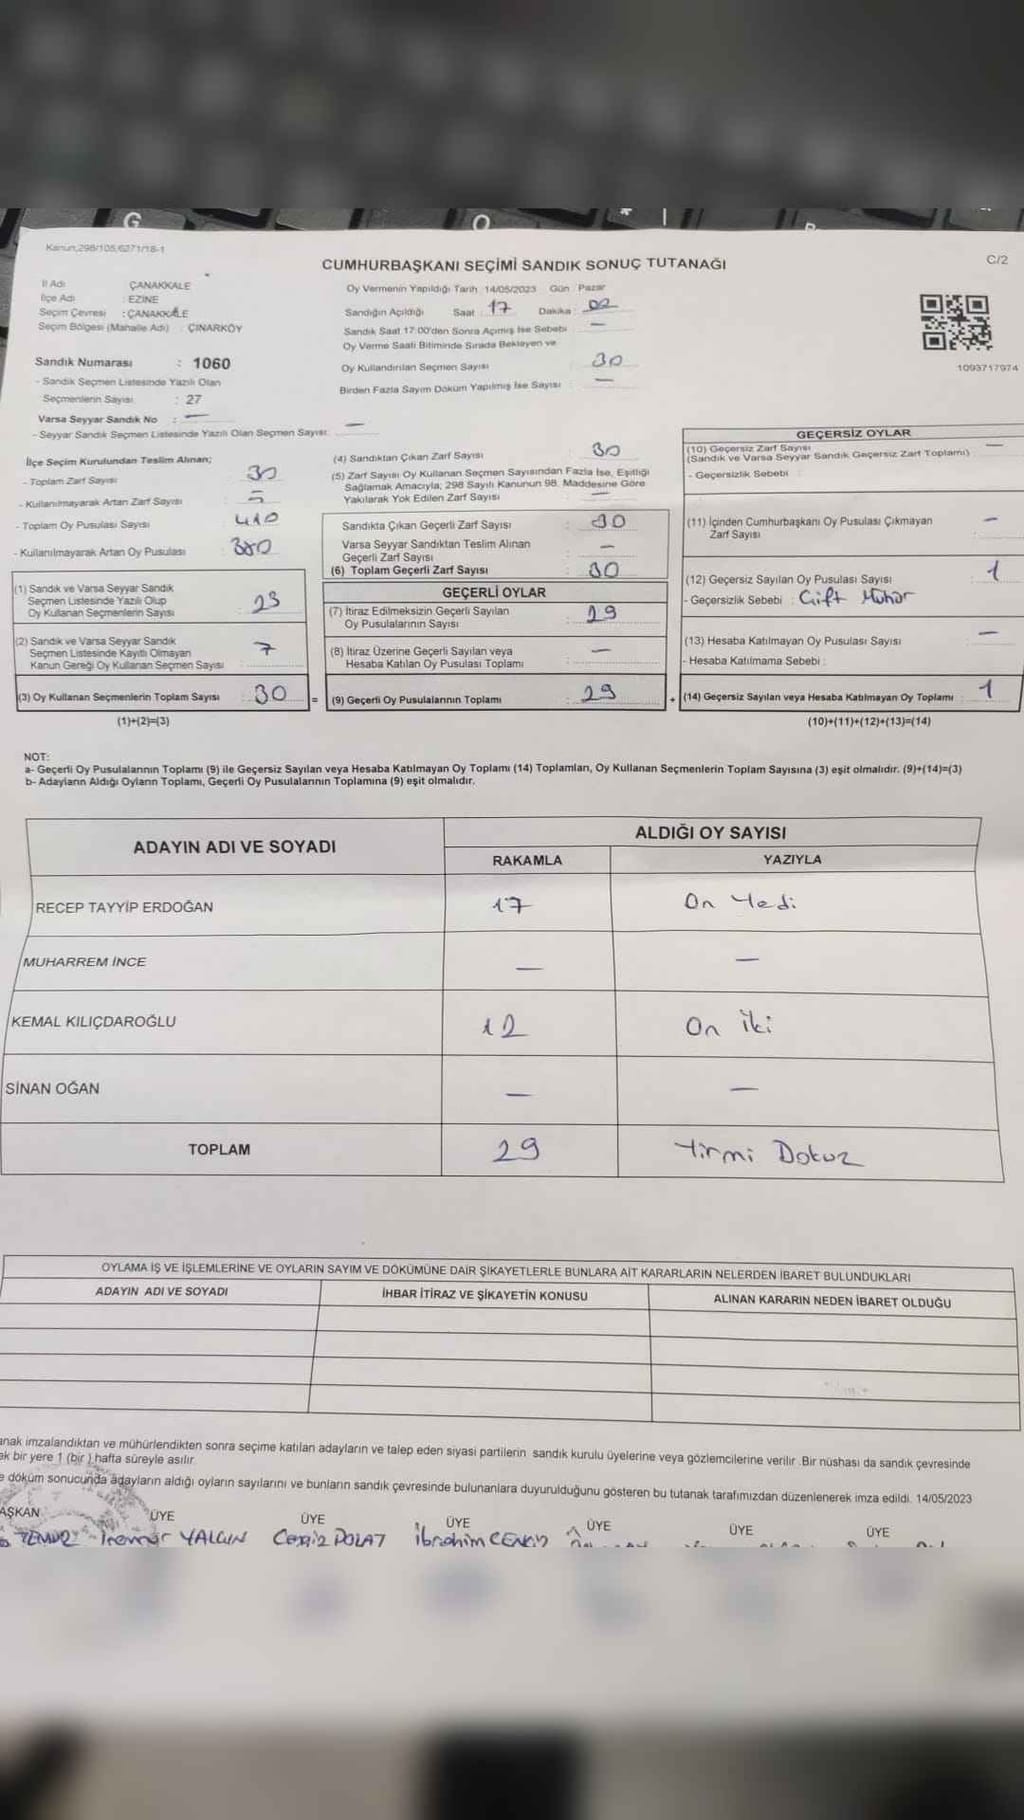 Kanun,298/105,6271/18-1
C/2
CUMHURBAŞKANI SEÇİMİ SANDIK SONUÇ TUTANAĞI
İl Adı ÇANAKKALE
İlçe Adı : EZİNE
Seçim Çevresi : ÇANAKKALE
Seçim Bölgesi (Mahalle Adı) : ÇINARKÖY
Oy Vermenin Yapıldığı Tarih 14/05/2023 Gün : Pazar
Sandığın Açıldığı Saat : 17 Dakika : 02
Sandık Saat 17:00'den Sonra Açımış İse Sebebi —
Oy Verme Saati Bitiminde Sırada Bekleyen ve
Oy Kullandırılan Seçmen Sayısı : 30
Birden Fazla Sayım Döküm Yapılmış İse Sayısı : —
1093717974
Sandık Numarası : 1060
- Sandık Seçmen Listesinde Yazılı Olan
Seçmenlerin Sayısı : 27
Varsa Seyyar Sandık No : —
- Seyyar Sandık Seçmen Listesinde Yazılı Olan Seçmen Sayısı: —
İlçe Seçim Kurulundan Teslim Alınan;
- Toplam Zarf Sayısı 30
- Kullanılmayarak Artan Zarf Sayısı
- Toplam Oy Pusulası Sayısı 410
- Kullanılmayarak Artan Oy Pusulası 380
(1) Sandık ve Varsa Seyyar Sandık
Seçmen Listesinde Yazılı Olup
Oy Kullanan Seçmenlerin Sayısı : 23
(2) Sandık ve Varsa Seyyar Sandık
Seçmen Listesinde Kayıtlı Olmayan
Kanun Gereği Oy Kullanan Seçmen Sayısı : 7
(3) Oy Kullanan Seçmenlerin Toplam Sayısı : 30
(1)+(2)=(3)
=
(4) Sandıktan Çıkan Zarf Sayısı : 30
(5) Zarf Sayısı Oy Kullanan Seçmen Sayısından Fazla İse, Eşitliği
Sağlamak Amacıyla; 298 Sayılı Kanunun 98. Maddesine Göre
Yakılarak Yok Edilen Zarf Sayısı : —
Sandıkta Çıkan Geçerli Zarf Sayısı : 30
Varsa Seyyar Sandıktan Teslim Alınan
Geçerli Zarf Sayısı : —
(6) Toplam Geçerli Zarf Sayısı : 30
GEÇERLİ OYLAR
(7) İtiraz Edilmeksizin Geçerli Sayılan
Oy Pusulalarının Sayısı : 29
(8) İtiraz Üzerine Geçerli Sayılan veya
Hesaba Katılan Oy Pusulası Toplamı : —
(9) Geçerli Oy Pusulalarının Toplamı : 29
+
GEÇERSİZ OYLAR
(10) Geçersiz Zarf Sayısı —
(Sandık ve Varsa Seyyar Sandık Geçersiz Zarf Toplamı)
- Geçersizlik Sebebi :
(11) İçinden Cumhurbaşkanı Oy Pusulası Çıkmayan —
Zarf Sayısı
(12) Geçersiz Sayılan Oy Pusulası Sayısı 1
- Geçersizlik Sebebi : Çift Mühür
(13) Hesaba Katılmayan Oy Pusulası Sayısı —
- Hesaba Katılmama Sebebi :
(14) Geçersiz Sayılan veya Hesaba Katılmayan Oy Toplamı : 1
(10)+(11)+(12)+(13)=(14)
NOT:
a- Geçerli Oy Pusulalarının Toplamı (9) ile Geçersiz Sayılan veya Hesaba Katılmayan Oy Toplamı (14) Toplamları, Oy Kullanan Seçmenlerin Toplam Sayısına (3) eşit olmalıdır. (9)+(14)=(3)
b- Adayların Aldığı Oyların Toplamı, Geçerli Oy Pusulalarının Toplamına (9) eşit olmalıdır.
ADAYIN ADI VE SOYADI ALDIĞI OY SAYISI
RAKAMLA YAZIYLA
RECEP TAYYİP ERDOĞAN 17 On Yedi
MUHARREM İNCE — —
KEMAL KILIÇDAROĞLU 12 On İki
SİNAN OĞAN — —
TOPLAM 29 Yirmi Dokuz
OYLAMA İŞ VE İŞLEMLERİNE VE OYLARIN SAYIM VE DÖKÜMÜNE DAİR ŞİKAYETLERLE BUNLARA AİT KARARLARIN NELERDEN İBARET BULUNDUKLARI
ADAYIN ADI VE SOYADI İHBAR İTİRAZ VE ŞİKAYETİN KONUSU ALINAN KARARIN NEDEN İBARET OLDUĞU
anak imzalandıktan ve mühürlendikten sonra seçime katılan adayların ve talep eden siyasi partilerin sandık kurulu üyelerine veya gözlemcilerine verilir. Bir nüshası da sandık çevresinde
ek bir yere 1 (bir) hafta süreyle asılır.
e döküm sonucunda adayların aldığı oyların sayılarını ve bunların sandık çevresinde bulunanlara duyurulduğunu gösteren bu tutanak tarafımızdan düzenlenerek imza edildi. 14/05/2023
AŞKAN ÜYE ÜYE ÜYE ÜYE ÜYE ÜYE
YALGIN Cengiz POLAT İbrahim CENGİZ